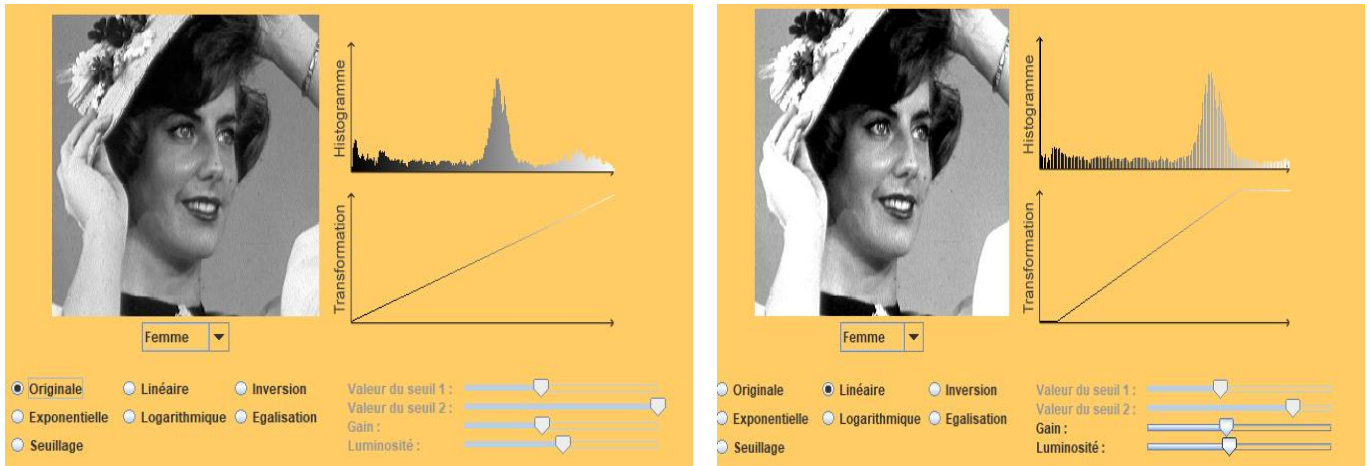 Histogramme
Transformation
Femme
Originale Linéaire Inversion
Exponentielle Logarithmique Egalisation
Seuillage
Valeur du seuil 1 :
Valeur du seuil 2 :
Gain :
Luminosité :
Histogramme
Transformation
Femme
Originale Linéaire Inversion
Exponentielle Logarithmique Egalisation
Seuillage
Valeur du seuil 1 :
Valeur du seuil 2 :
Gain :
Luminosité :